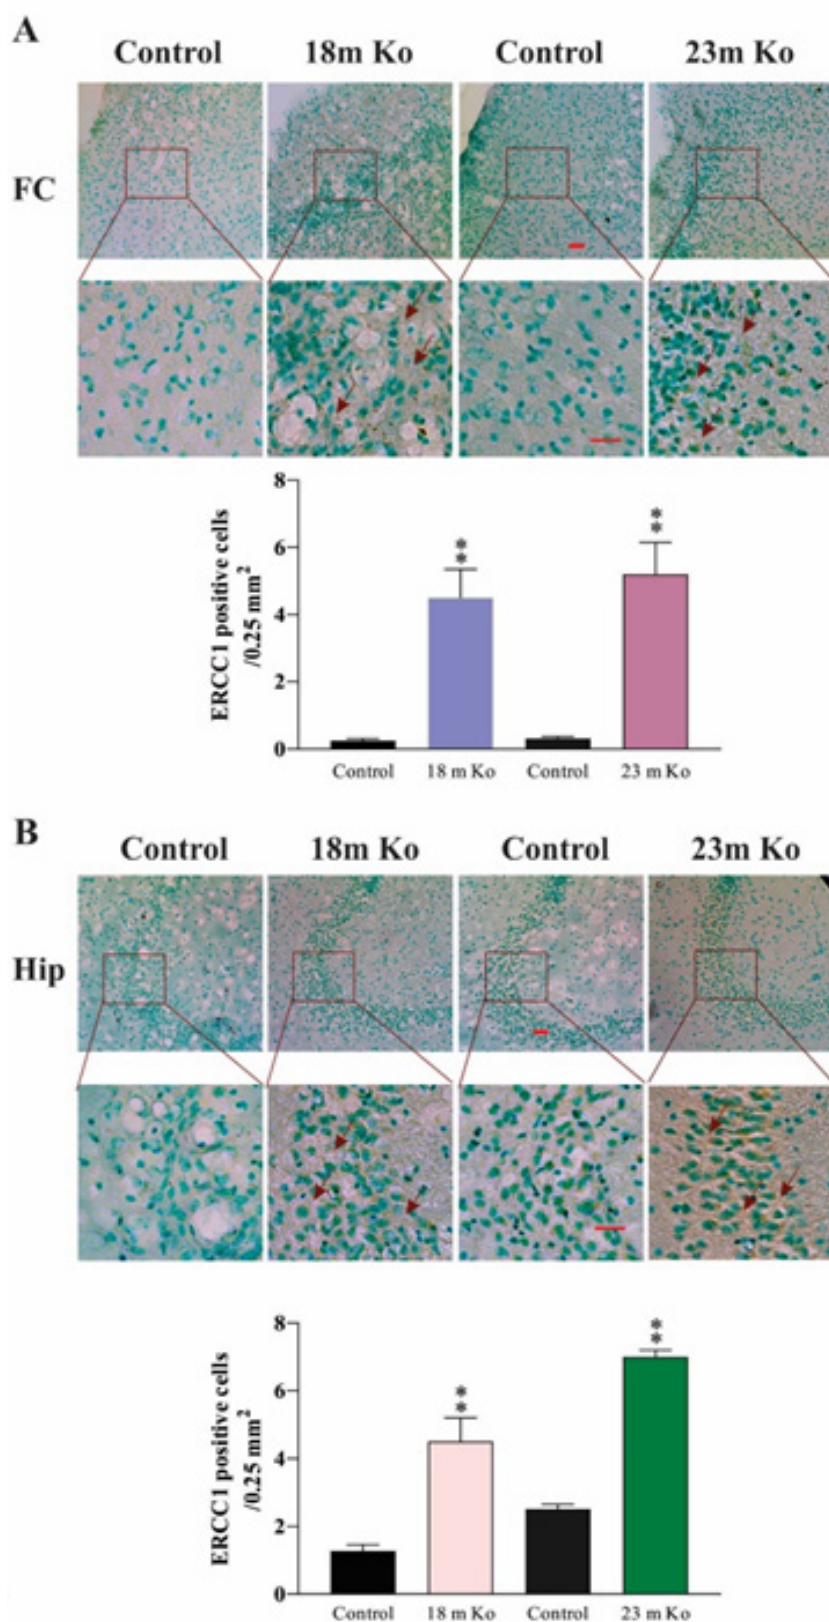 A
Control 18m Ko Control 23m Ko
FC
8
6
4
2
0
ERCC1 positive cells
/0.25 mm²
** **
Control 18 m Ko Control 23 m Ko
B
Control 18m Ko Control 23m Ko
Hip
8
6
4
2
0
ERCC1 positive cells
/0.25 mm²
** **
Control 18 m Ko Control 23 m Ko